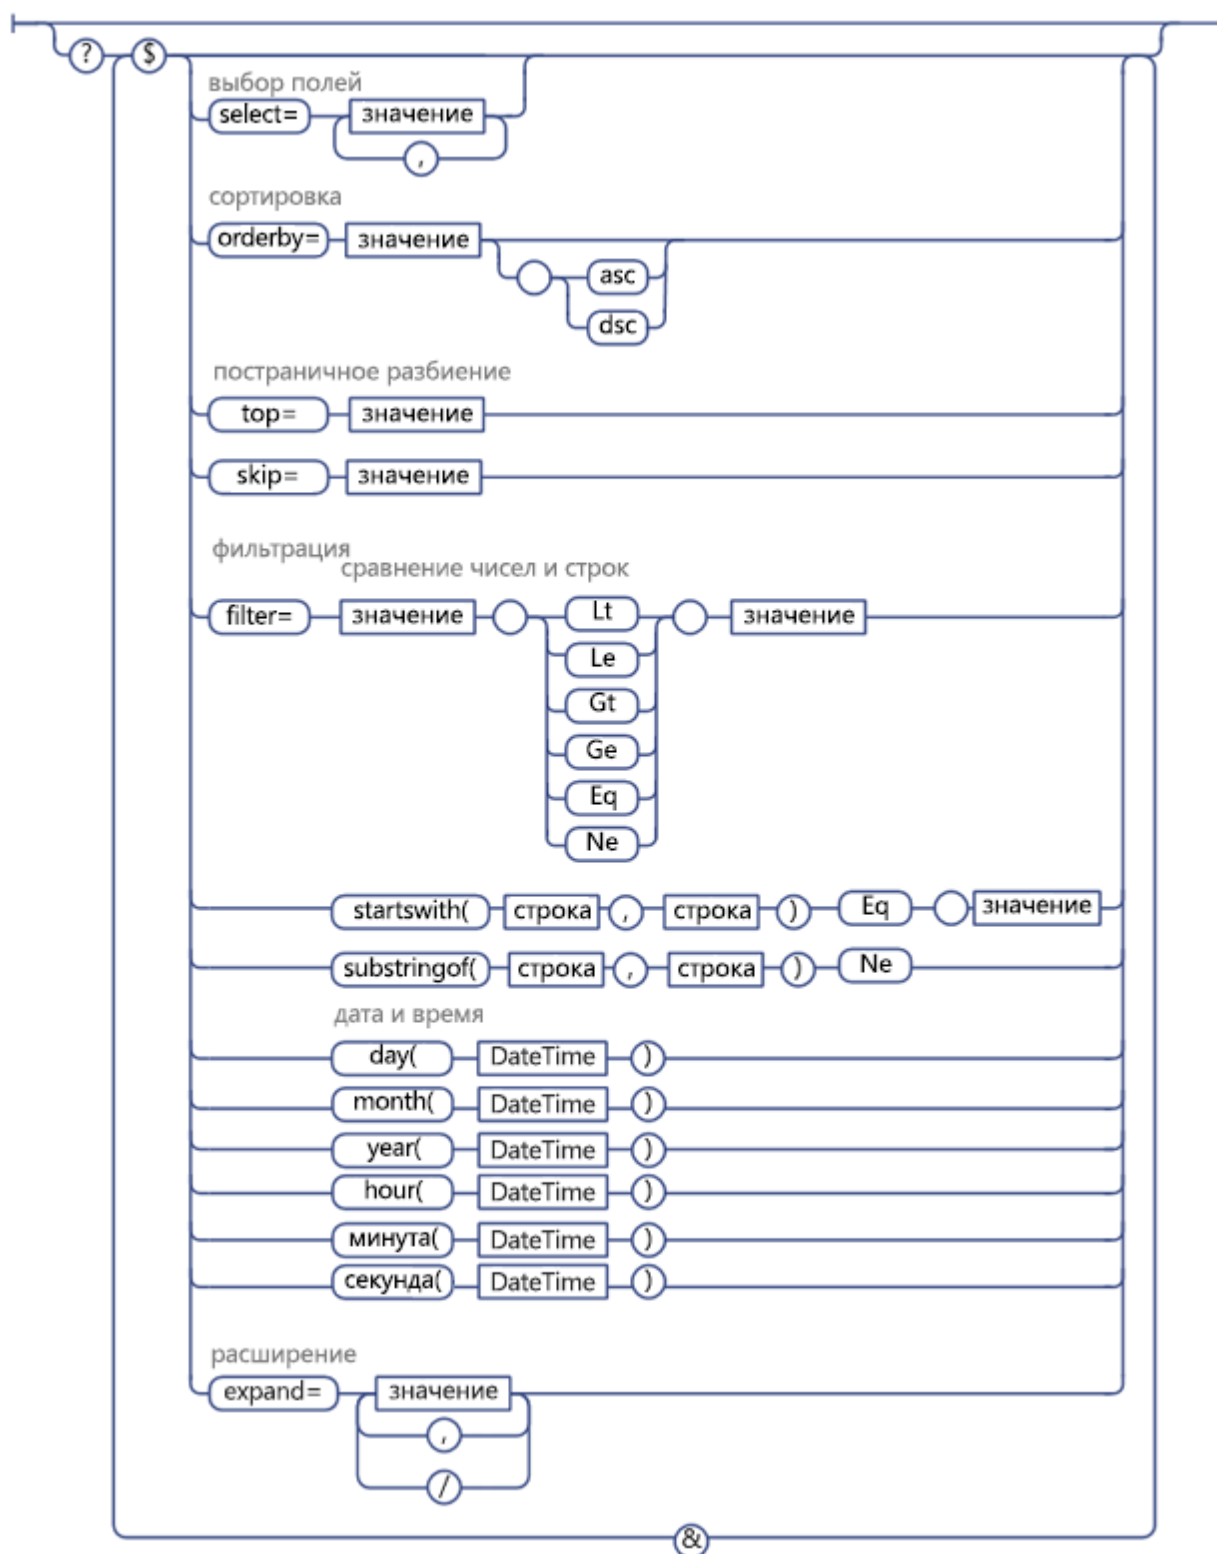 ? $
выбор полей
select= значение
,
сортировка
orderby= значение
asc
dsc
постраничное разбиение
top= значение
skip= значение
фильтрация
сравнение чисел и строк
filter= значение Lt значение
Le
Gt
Ge
Eq
Ne
startswith( строка , строка ) Eq значение
substringof( строка , строка ) Ne
дата и время
day( DateTime )
month( DateTime )
year( DateTime )
hour( DateTime )
минута( DateTime )
секунда( DateTime )
расширение
expand= значение
,
/
&